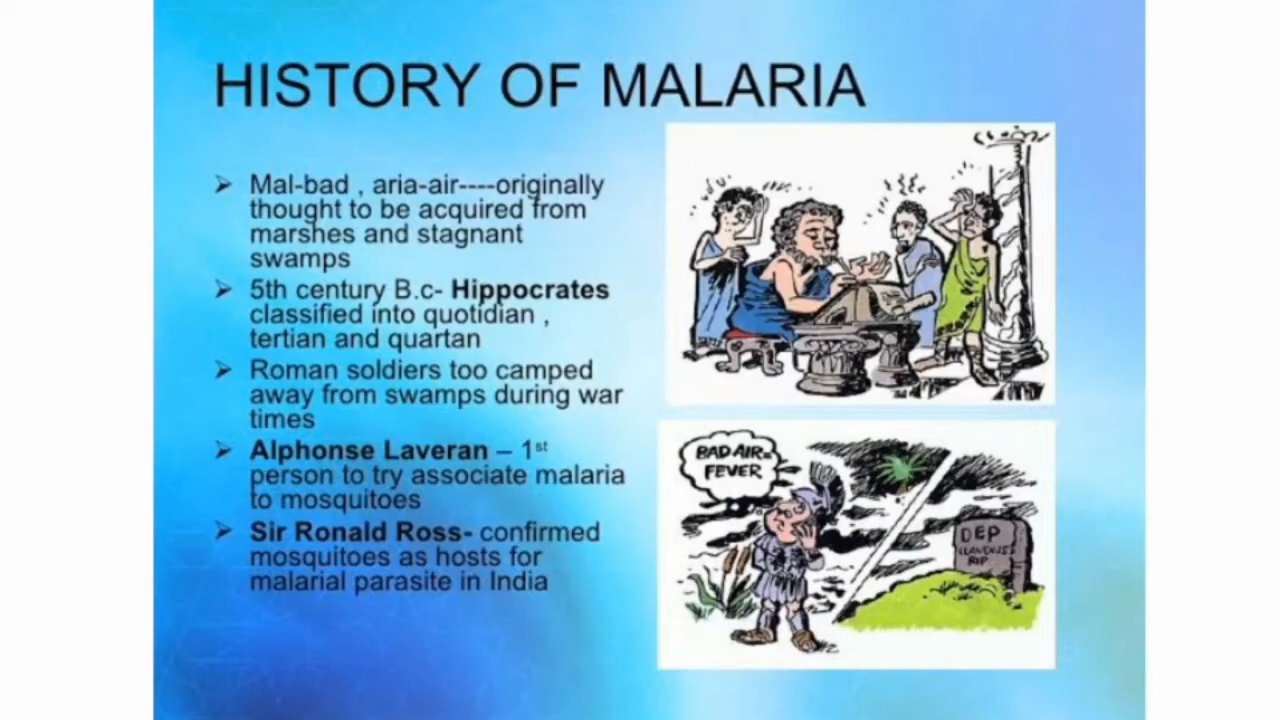 HISTORY OF MALARIA
➢ Mal-bad , aria-air----originally
thought to be acquired from
marshes and stagnant
swamps
➢ 5th century B.c- Hippocrates
classified into quotidian ,
tertian and quartan
➢ Roman soldiers too camped
away from swamps during war
times
➢ Alphonse Laveran – 1st
person to try associate malaria
to mosquitoes
➢ Sir Ronald Ross- confirmed
mosquitoes as hosts for
malarial parasite in India
BAD AIR=
FEVER
DEP
RIP